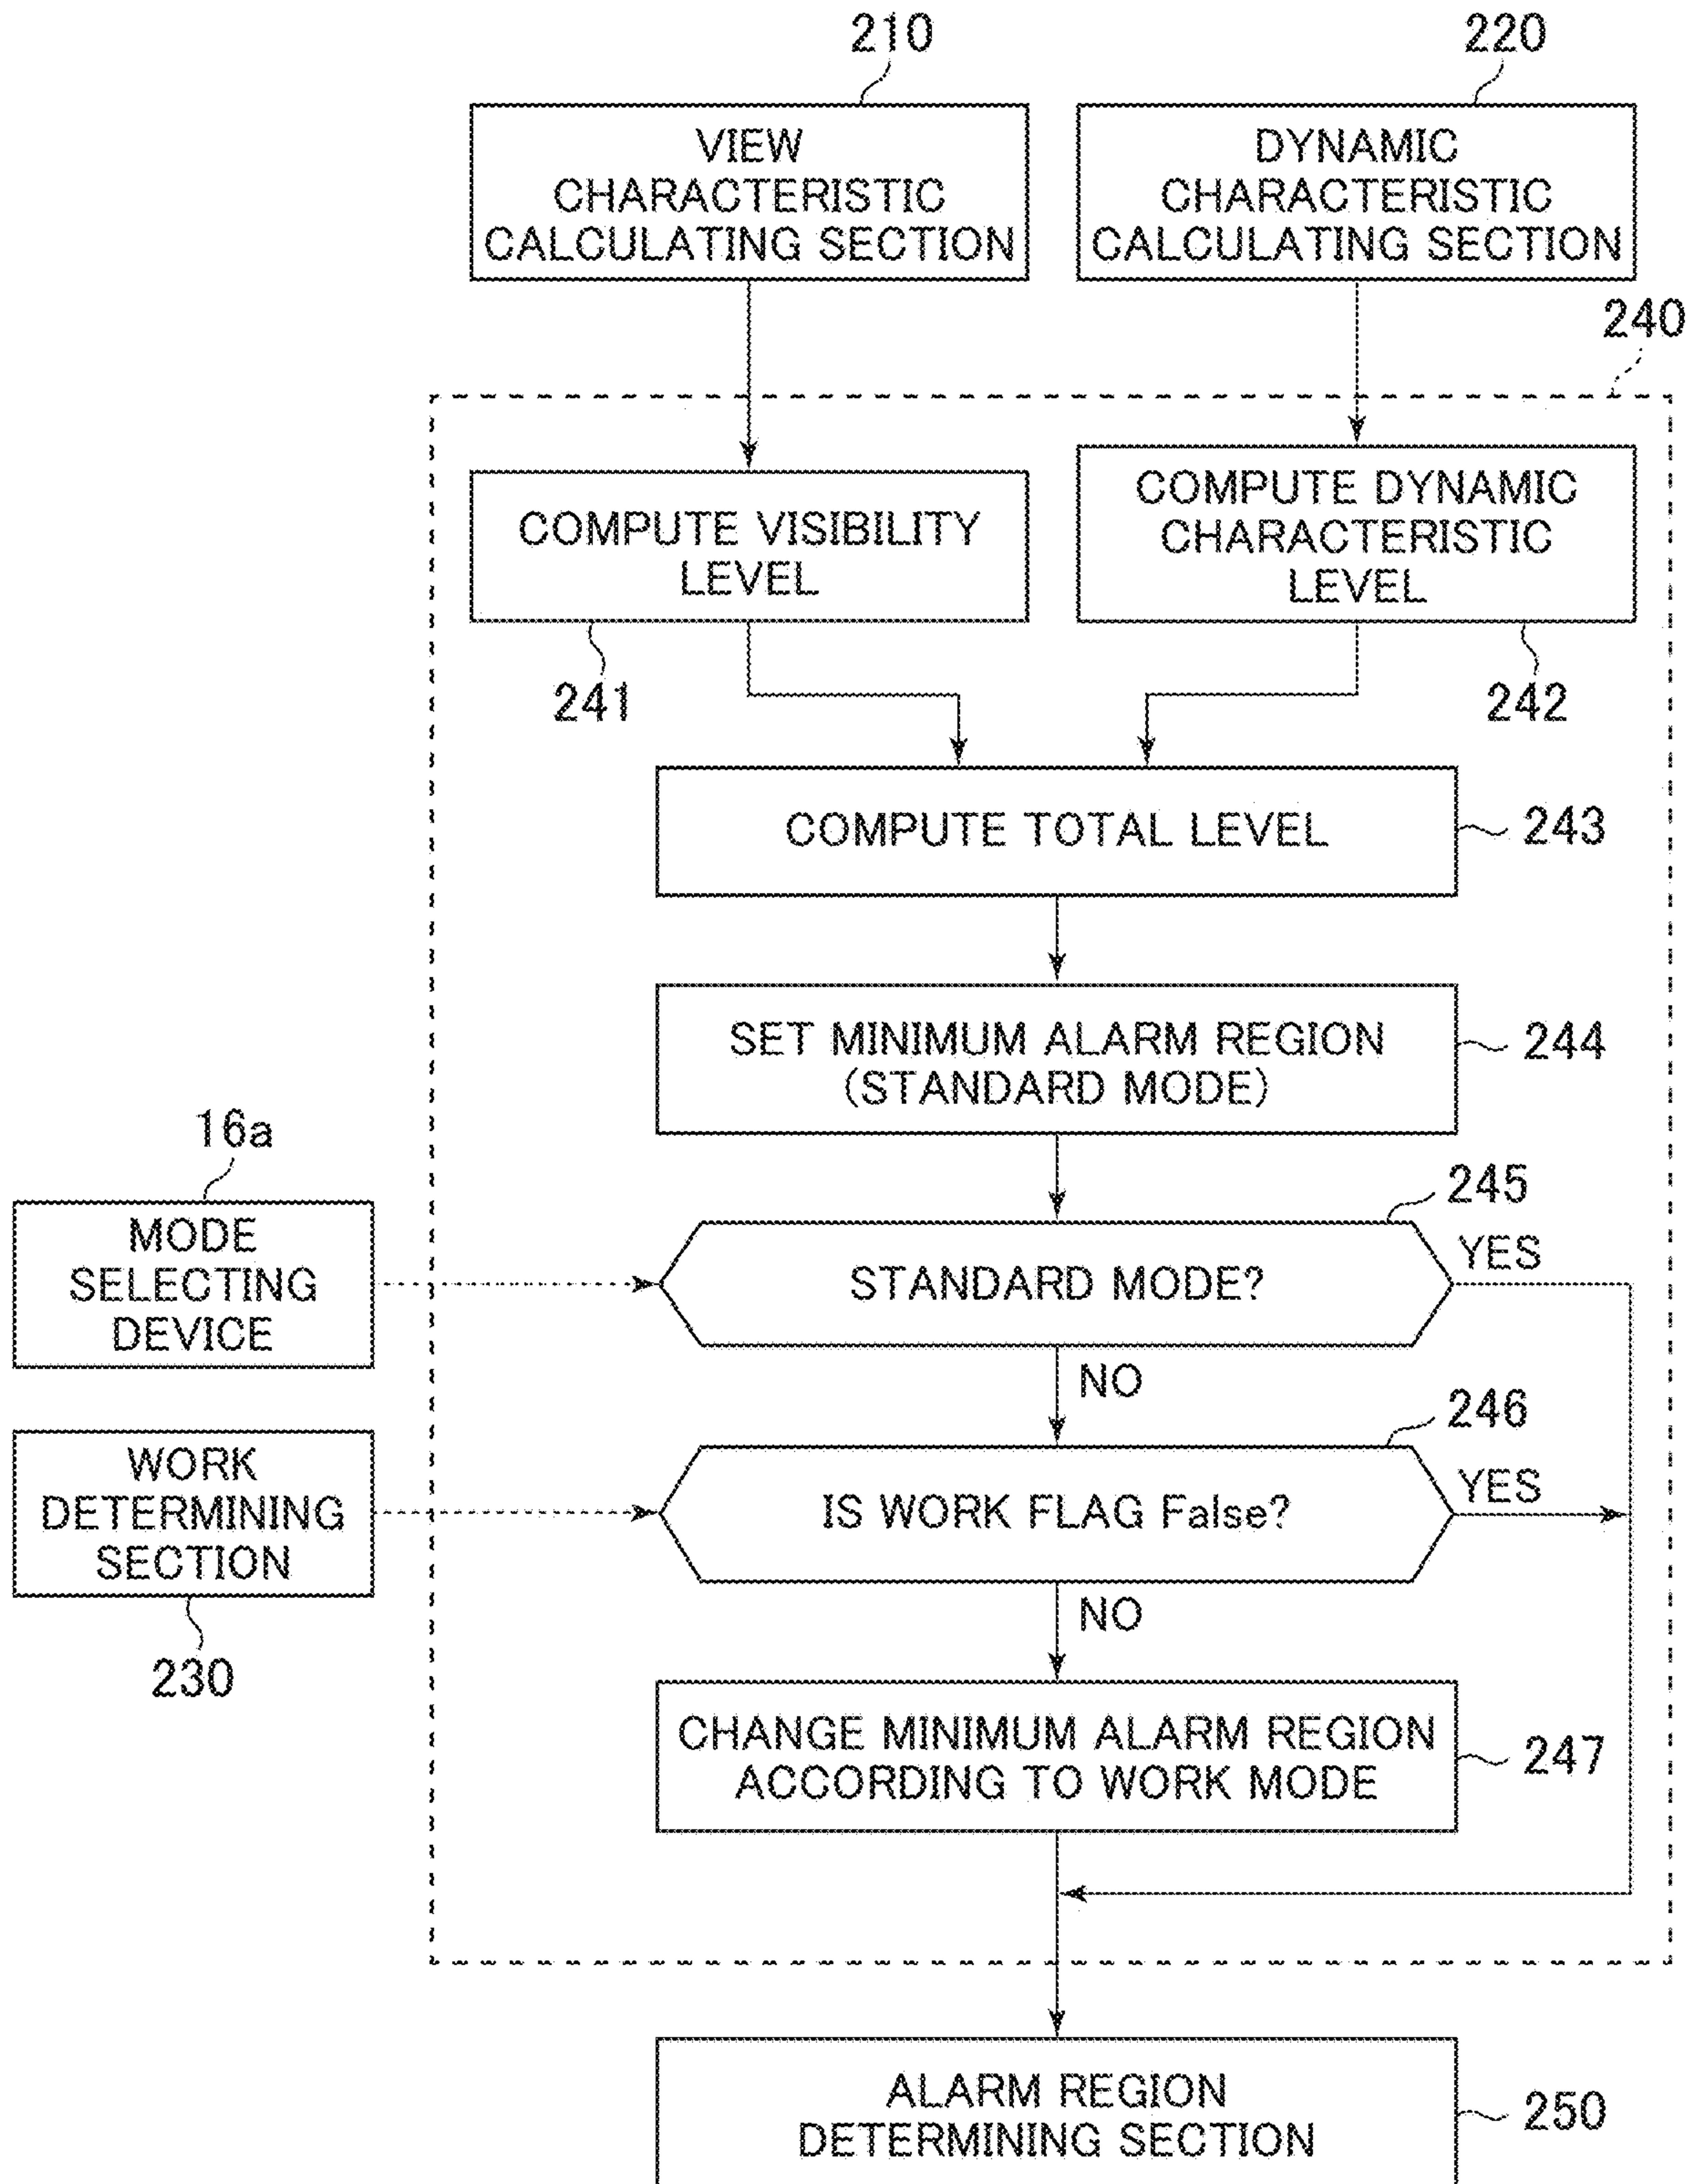 210
220
VIEW
CHARACTERISTIC
CALCULATING SECTION
DYNAMIC
CHARACTERISTIC
CALCULATING SECTION
240
COMPUTE VISIBILITY
LEVEL
COMPUTE DYNAMIC
CHARACTERISTIC
LEVEL
241
242
COMPUTE TOTAL LEVEL
243
SET MINIMUM ALARM REGION
(STANDARD MODE)
244
16a
MODE
SELECTING
DEVICE
245
STANDARD MODE?
YES
NO
WORK
DETERMINING
SECTION
230
246
IS WORK FLAG False?
YES
NO
CHANGE MINIMUM ALARM REGION
ACCORDING TO WORK MODE
247
ALARM REGION
DETERMINING SECTION
250